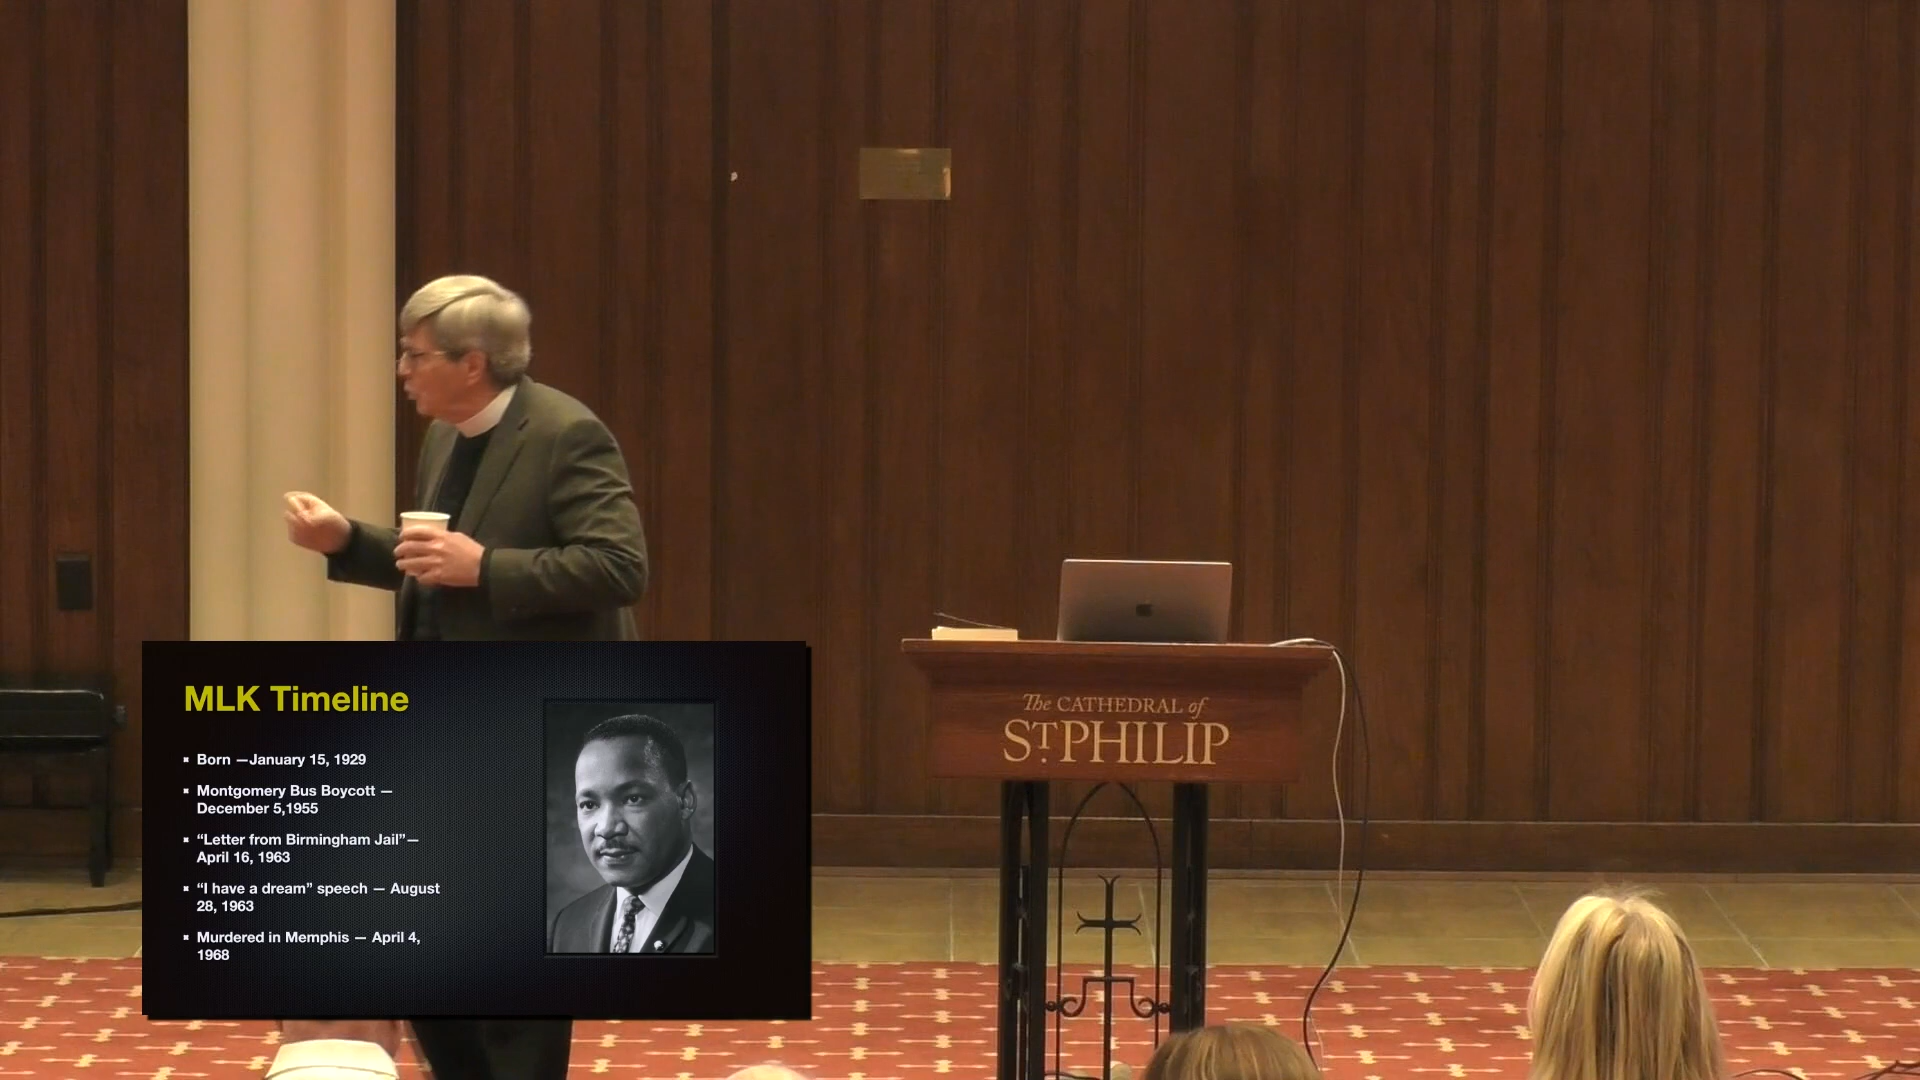 MLK Timeline
Born —January 15, 1929
Montgomery Bus Boycott —
December 5,1955
“Letter from Birmingham Jail”—
April 16, 1963
“I have a dream” speech — August
28, 1963
Murdered in Memphis — April 4,
1968
The CATHEDRAL of
ST. PHILIP